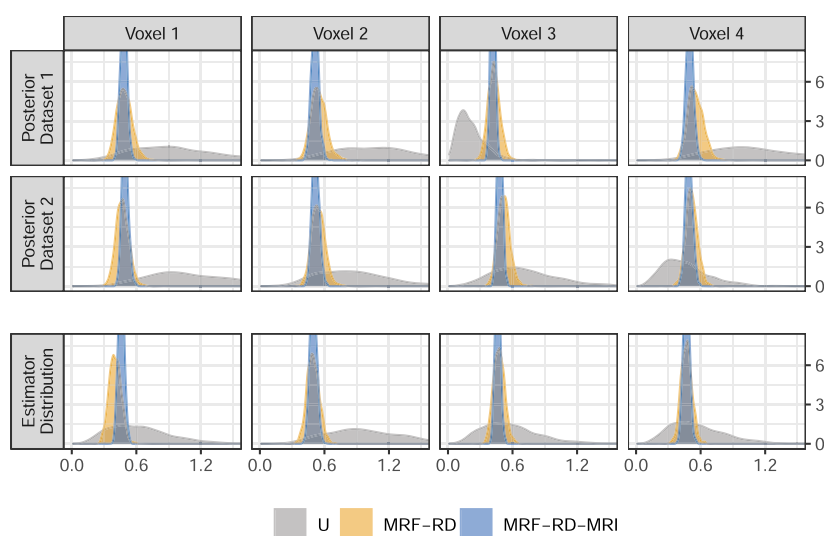 Voxel 1 Voxel 2 Voxel 3 Voxel 4
Posterior
Dataset 1
6
3
0
Posterior
Dataset 2
6
3
0
Estimator
Distribution
6
3
0
0.0 0.6 1.2 0.0 0.6 1.2 0.0 0.6 1.2 0.0 0.6 1.2
U MRF−RD MRF−RD−MRI